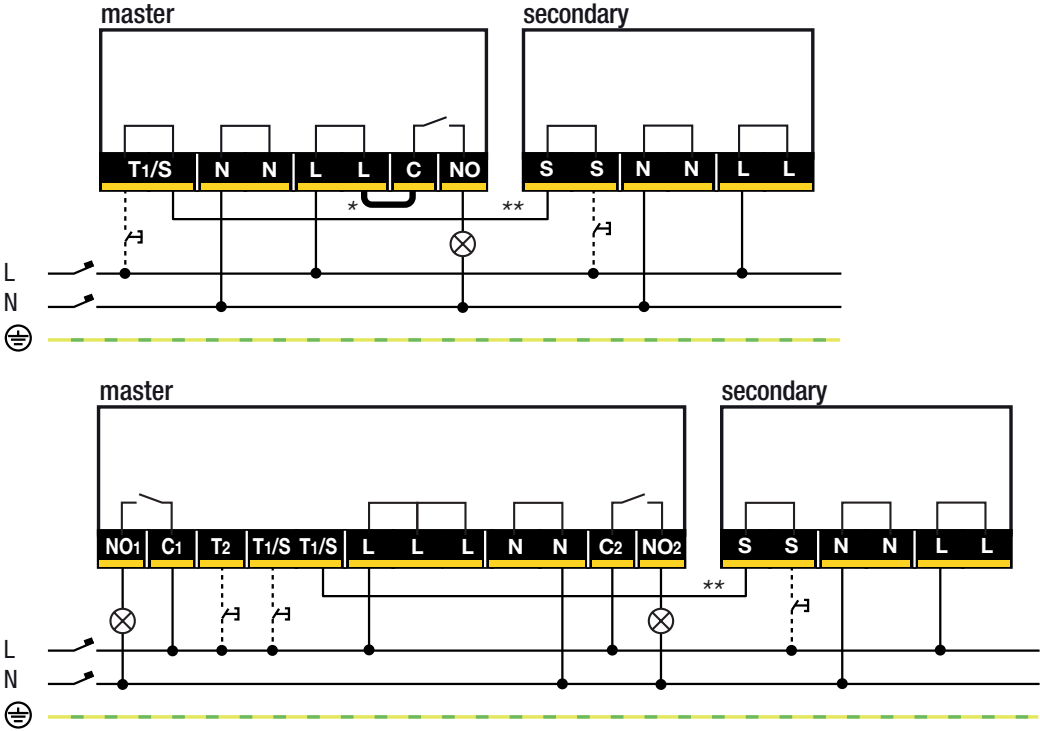 master secondary
T1/S N N L L C NO S S N N L L
* **
L
N
master secondary
NO1 C1 T2 T1/S T1/S L L L N N C2 NO2 S S N N L L
**
L
N